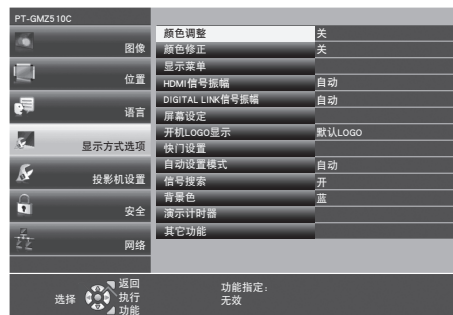 PT-GMZ510C
图像
位置
语言
显示方式选项
投影机设置
安全
网络
颜色调整 关
颜色修正 关
显示菜单
HDMI信号振幅 自动
DIGITAL LINK信号振幅 自动
屏幕设定
开机LOGO显示 默认LOGO
快门设置
自动设置模式 自动
信号搜索 开
背景色 蓝
演示计时器
其它功能
选择
返回
执行
功能
功能指定：
无效